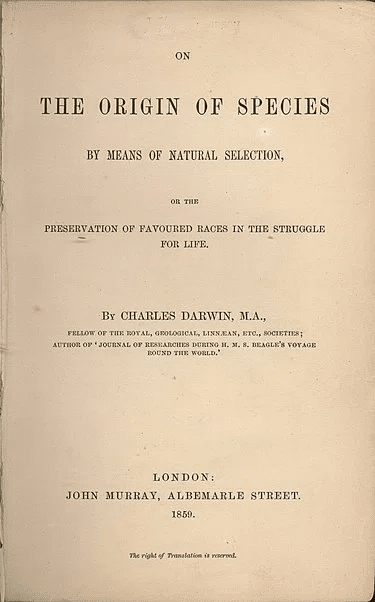 ON
THE ORIGIN OF SPECIES
BY MEANS OF NATURAL SELECTION,
OR THE
PRESERVATION OF FAVOURED RACES IN THE STRUGGLE
FOR LIFE.
By CHARLES DARWIN, M.A.,
FELLOW OF THE ROYAL, GEOLOGICAL, LINNÆAN, ETC., SOCIETIES;
AUTHOR OF 'JOURNAL OF RESEARCHES DURING H. M. S. BEAGLE'S VOYAGE
ROUND THE WORLD.'
LONDON:
JOHN MURRAY, ALBEMARLE STREET.
1859.
The right of Translation is reserved.